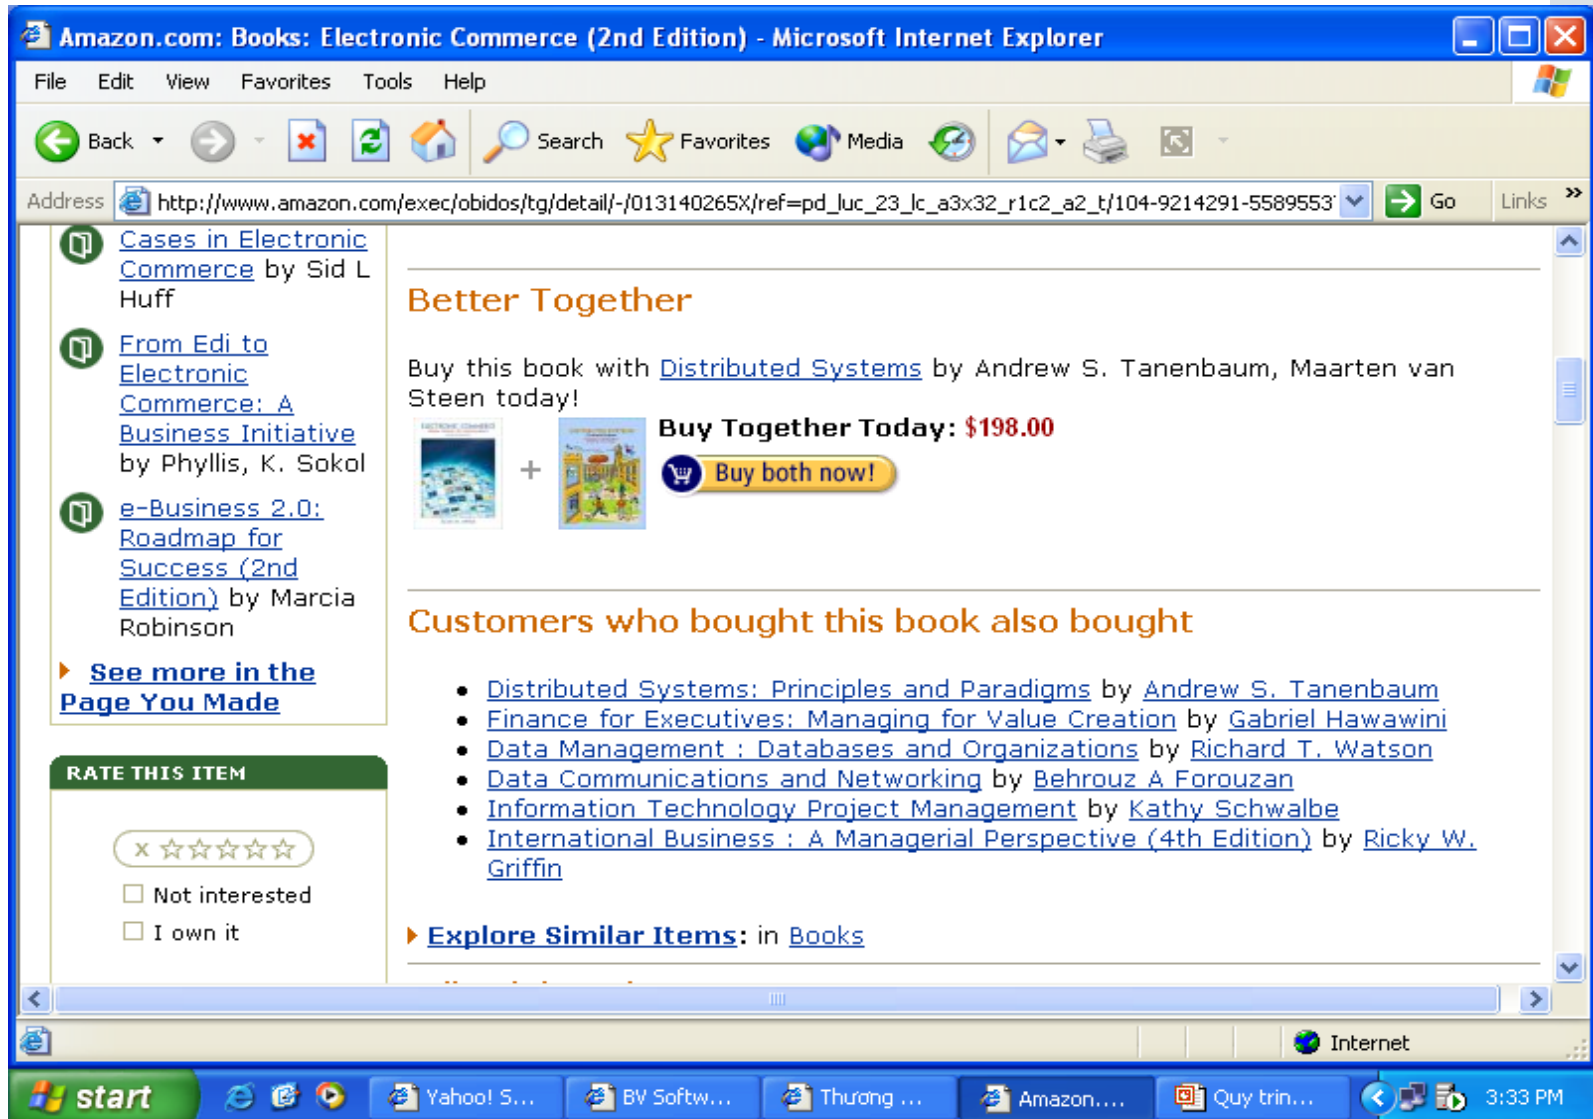 Amazon.com: Books: Electronic Commerce (2nd Edition) - Microsoft Internet Explorer
File Edit View Favorites Tools Help
Back Search Favorites Media
Address http://www.amazon.com/exec/obidos/tg/detail/-/013140265X/ref=pd_luc_23_lc_a3x32_r1c2_a2_t/104-9214291-5589553 Go Links »
Cases in Electronic
Commerce by Sid L
Huff
From Edi to
Electronic
Commerce: A
Business Initiative
by Phyllis, K. Sokol
e-Business 2.0:
Roadmap for
Success (2nd
Edition) by Marcia
Robinson
See more in the
Page You Made
RATE THIS ITEM
x ☆☆☆☆☆
Not interested
I own it
Better Together
Buy this book with Distributed Systems by Andrew S. Tanenbaum, Maarten van
Steen today!
+
Buy Together Today: $198.00
Buy both now!
Customers who bought this book also bought
• Distributed Systems: Principles and Paradigms by Andrew S. Tanenbaum
• Finance for Executives: Managing for Value Creation by Gabriel Hawawini
• Data Management : Databases and Organizations by Richard T. Watson
• Data Communications and Networking by Behrouz A Forouzan
• Information Technology Project Management by Kathy Schwalbe
• International Business : A Managerial Perspective (4th Edition) by Ricky W.
Griffin
Explore Similar Items: in Books
Internet
start Yahoo! S... BV Softw... Thương ... Amazon.... Quy trin... 3:33 PM